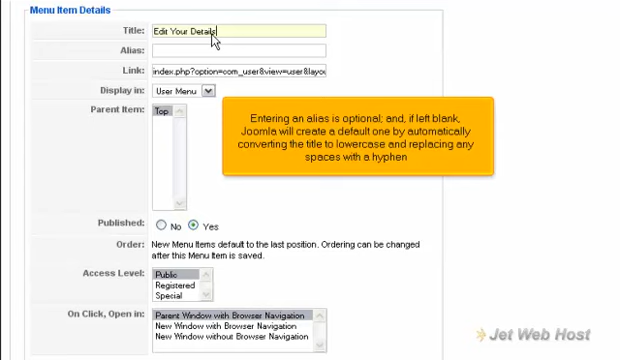 Menu Item Details
Title: Edit Your Details
Alias:
Link: index.php?option=com_user&view=user&layou
Display in: User Menu
Parent Item: Top
Entering an alias is optional; and, if left blank,
Joomla will create a default one by automatically
converting the title to lowercase and replacing any
spaces with a hyphen
Published: No Yes
Order: New Menu Items default to the last position. Ordering can be changed
after this Menu Item is saved.
Access Level: Public
Registered
Special
On Click, Open in: Parent Window with Browser Navigation
New Window with Browser Navigation
New Window without Browser Navigation
Jet Web Host